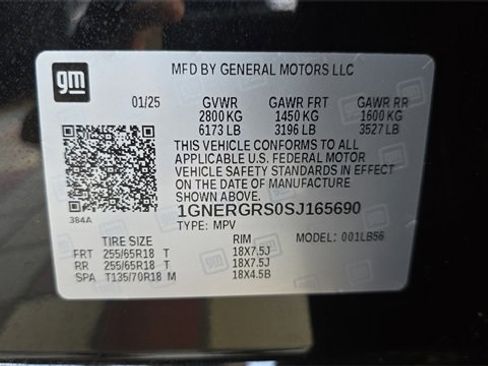 gm
MFD BY GENERAL MOTORS LLC
01/25 GVWR GAWR FRT GAWR RR
2800 KG 1450 KG 1600 KG
6173 LB 3196 LB 3527 LB
THIS VEHICLE CONFORMS TO ALL
APPLICABLE U.S. FEDERAL MOTOR
VEHICLE SAFETY STANDARDS IN EFFECT
ON THE DATE OF MANUFACTURE SHOWN ABOVE.
384A
1GNERGRS0SJ165690
TYPE: MPV MODEL: 001LB56
TIRE SIZE RIM
FRT 255/65R18 T 18X7.5J
RR 255/65R18 T 18X7.5J
SPA T135/70R18 M 18X4.5B